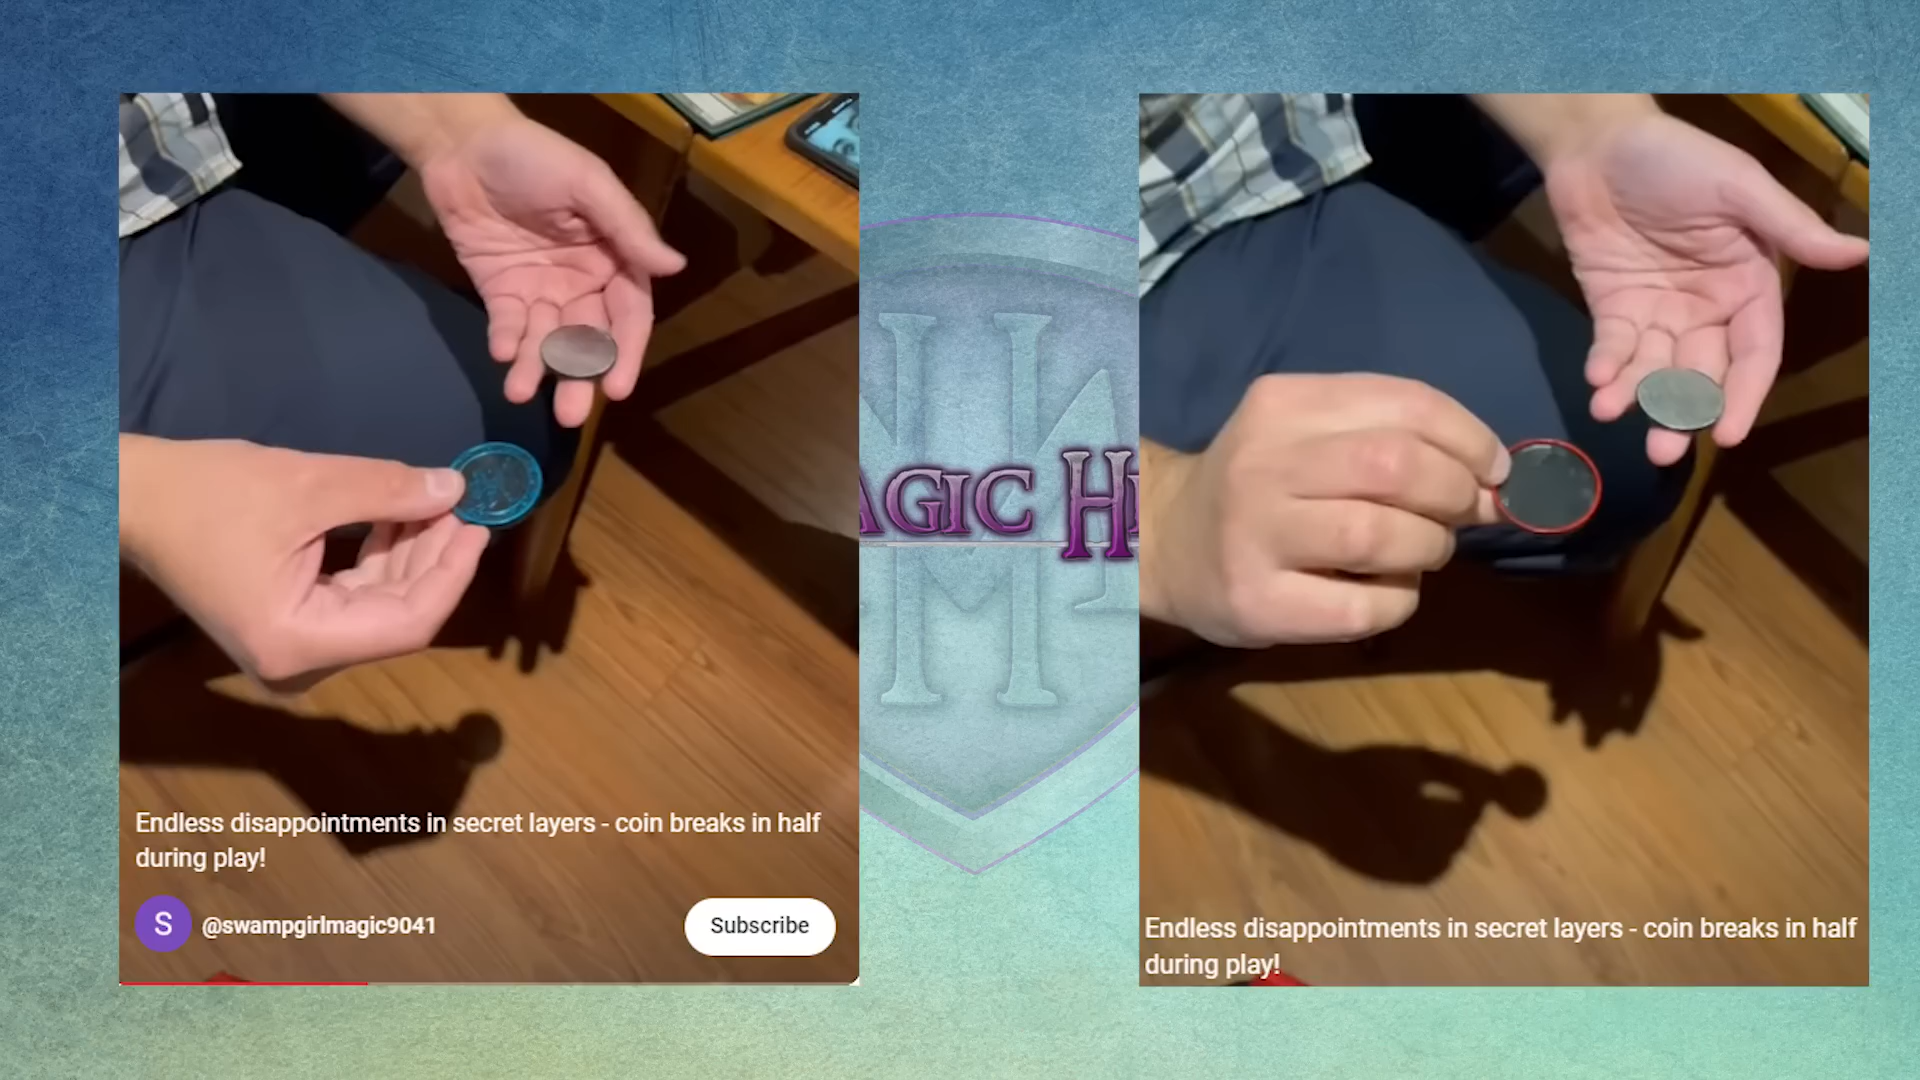 AGIC H
Endless disappointments in secret layers - coin breaks in half
during play!
S
@swampgirlmagic9041
Subscribe
Endless disappointments in secret layers - coin breaks in half
during play!